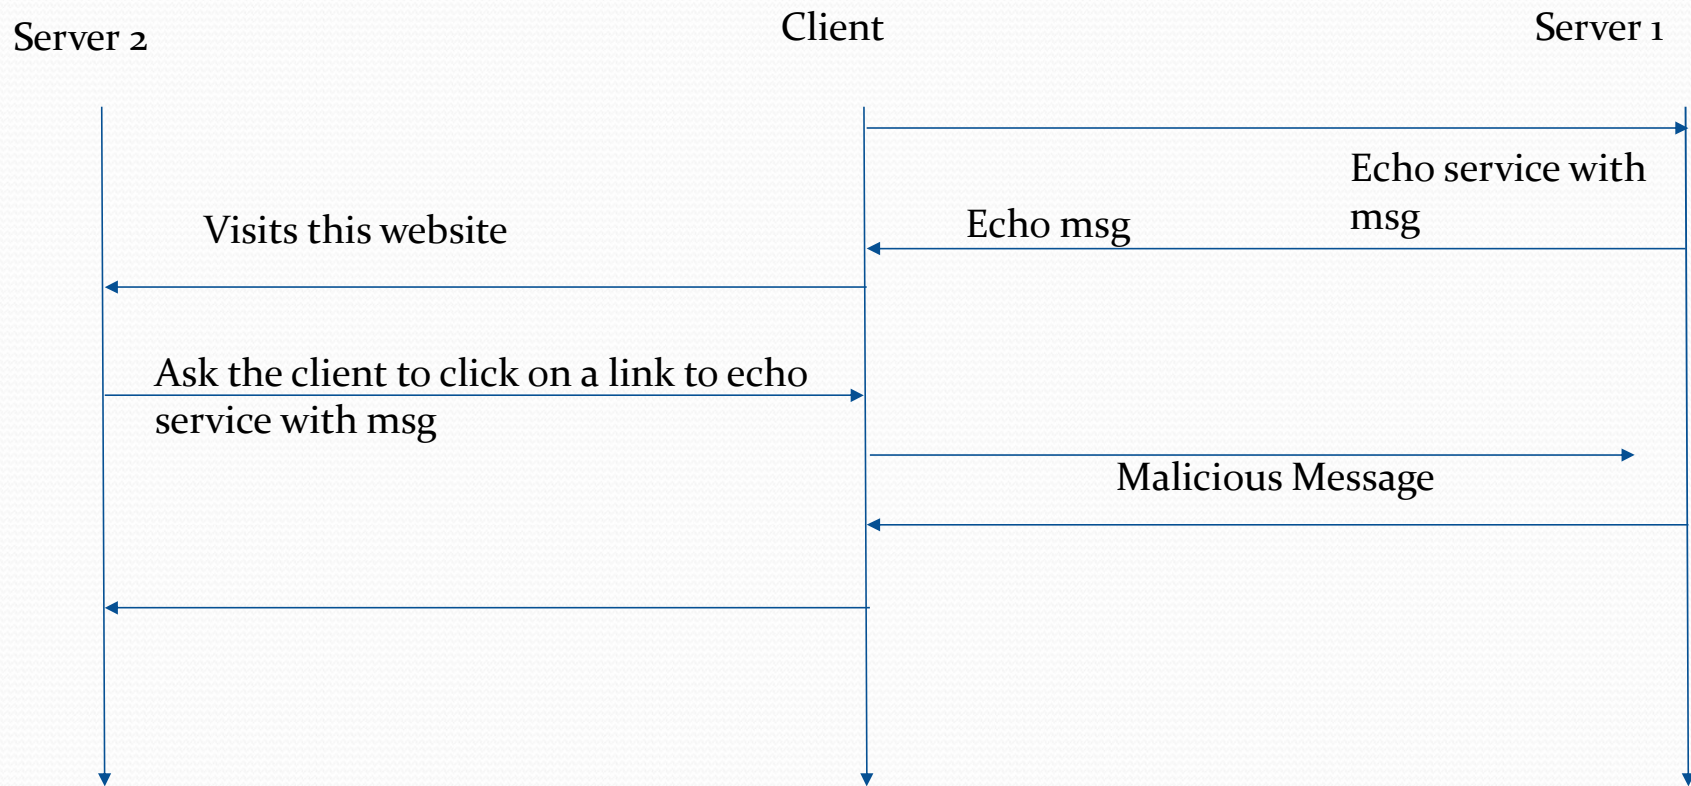 Server 2
Client
Server 1
Echo service with
msg
Echo msg
Visits this website
Ask the client to click on a link to echo
service with msg
Malicious Message